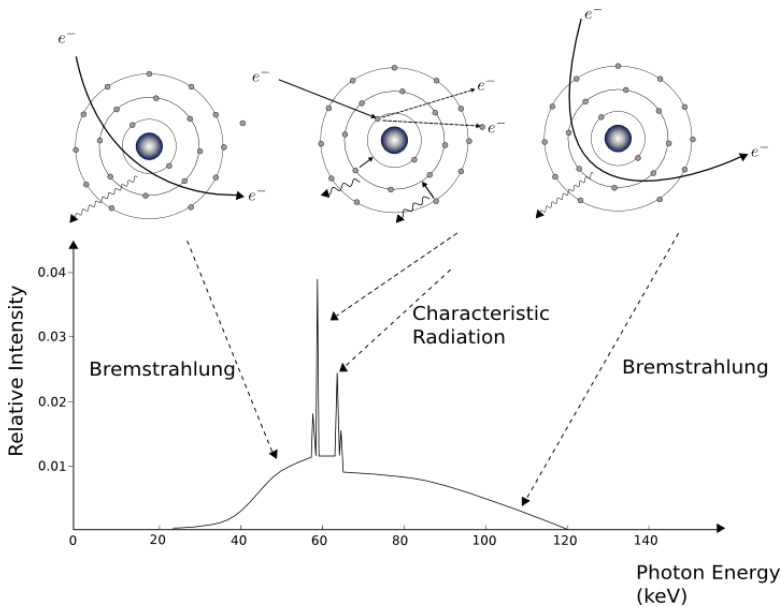 e⁻
e⁻
e⁻
e⁻
e⁻
e⁻
e⁻
Relative Intensity
0.04
0.03
0.02
0.01
Bremstrahlung
Characteristic
Radiation
Bremstrahlung
0 20 40 60 80 100 120 140
Photon Energy
(keV)